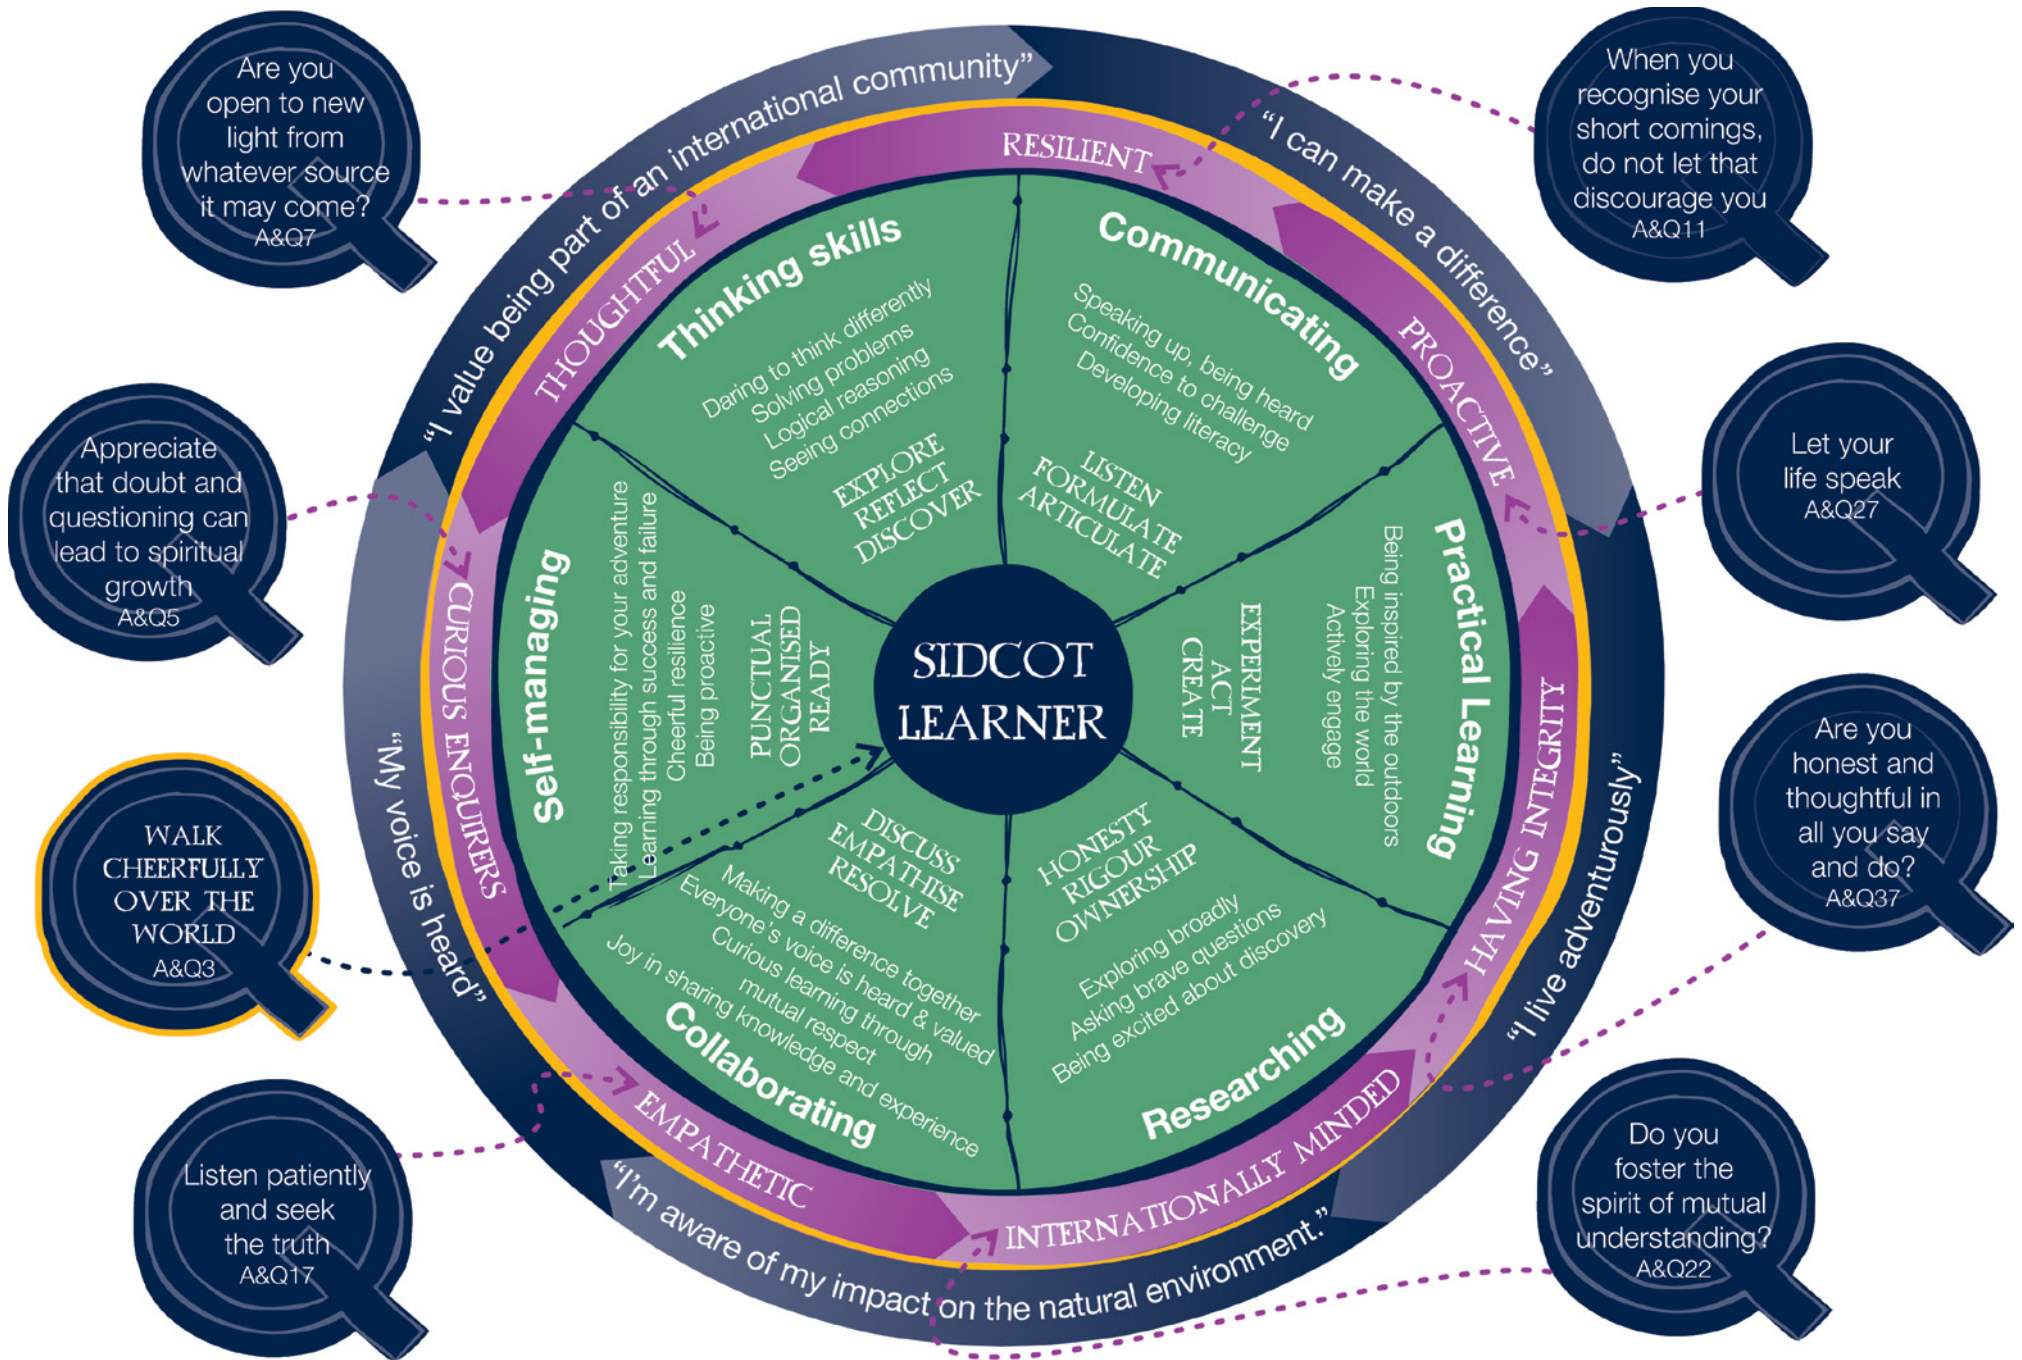 Are you
open to new
light from
whatever source
it may come?
A&Q7
When you
recognise your
short comings,
do not let that
discourage you
A&Q11
Appreciate
that doubt and
questioning can
lead to spiritual
growth
A&Q5
Let your
life speak
A&Q27
WALK
CHEERFULLY
OVER THE
WORLD
A&Q3
Are you
honest and
thoughtful in
all you say
and do?
A&Q37
Listen patiently
and seek
the truth
A&Q17
Do you
foster the
spirit of mutual
understanding?
A&Q22
"I value being part of an international community"
"I can make a difference"
"I live adventurously"
"I'm aware of my impact on the natural environment."
"My voice is heard"
RESILIENT
PROACTIVE
HAVING INTEGRITY
INTERNATIONALLY MINDED
EMPATHETIC
CURIOUS ENQUIRERS
THOUGHTFUL
Thinking skills
Daring to think differently
Solving problems
Logical reasoning
Seeing connections
EXPLORE
REFLECT
DISCOVER
Communicating
Speaking up, being heard
Confidence to challenge
Developing literacy
LISTEN
FORMULATE
ARTICULATE
Practical Learning
Being inspired by the outdoors
Exploring the world
Actively engage
EXPERIMENT
ACT
CREATE
HONESTY
RIGOUR
OWNERSHIP
Exploring broadly
Asking brave questions
Being excited about discovery
Researching
DISCUSS
EMPATHISE
RESOLVE
Making a difference together
Everyone's voice is heard & valued
Curious learning through
mutual respect
Joy in sharing knowledge and experience
Collaborating
Self-managing
Taking responsibility for your adventure
Learning through success and failure
Cheerful resilience
Being proactive
PUNCTUAL
ORGANISED
READY
SIDCOT
LEARNER